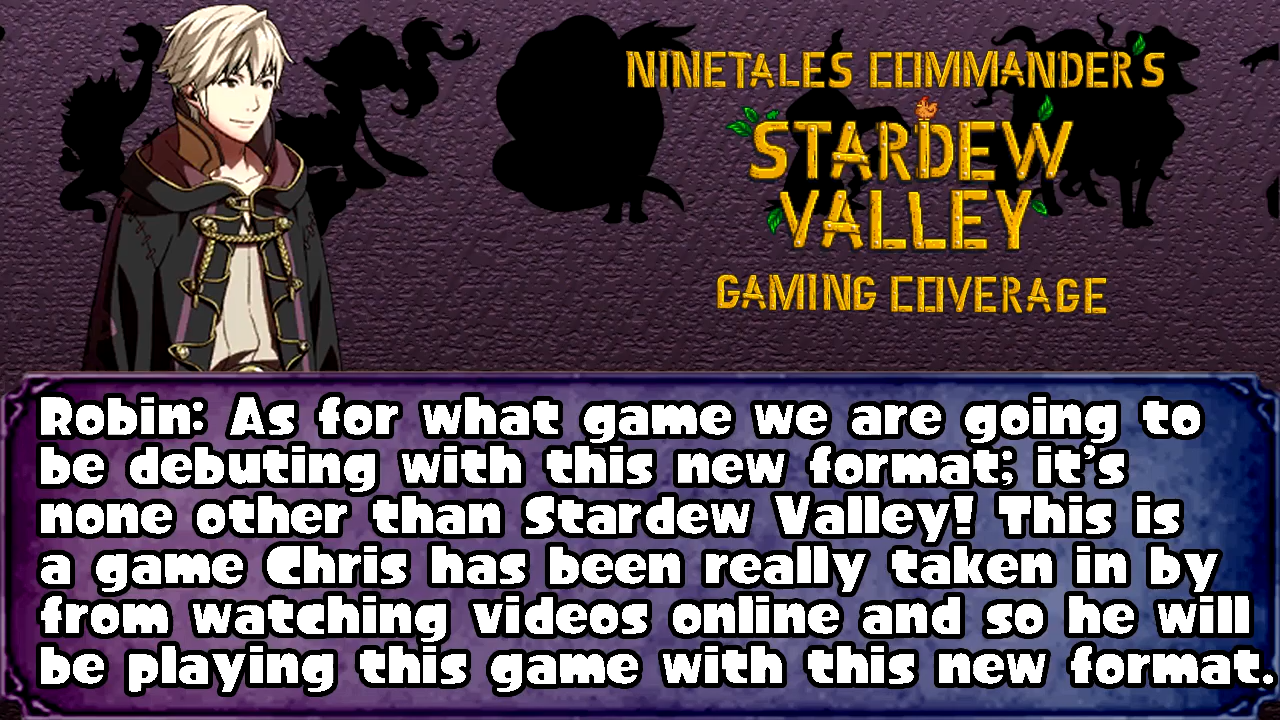 NINETALES COMMANDER'S
STARDEW
VALLEY
GAMING COVERAGE
Robin: As for what game we are going to
be debuting with this new format; it's
none other than Stardew Valley! This is
a game Chris has been really taken in by
from watching videos online and so he will
be playing this game with this new format.